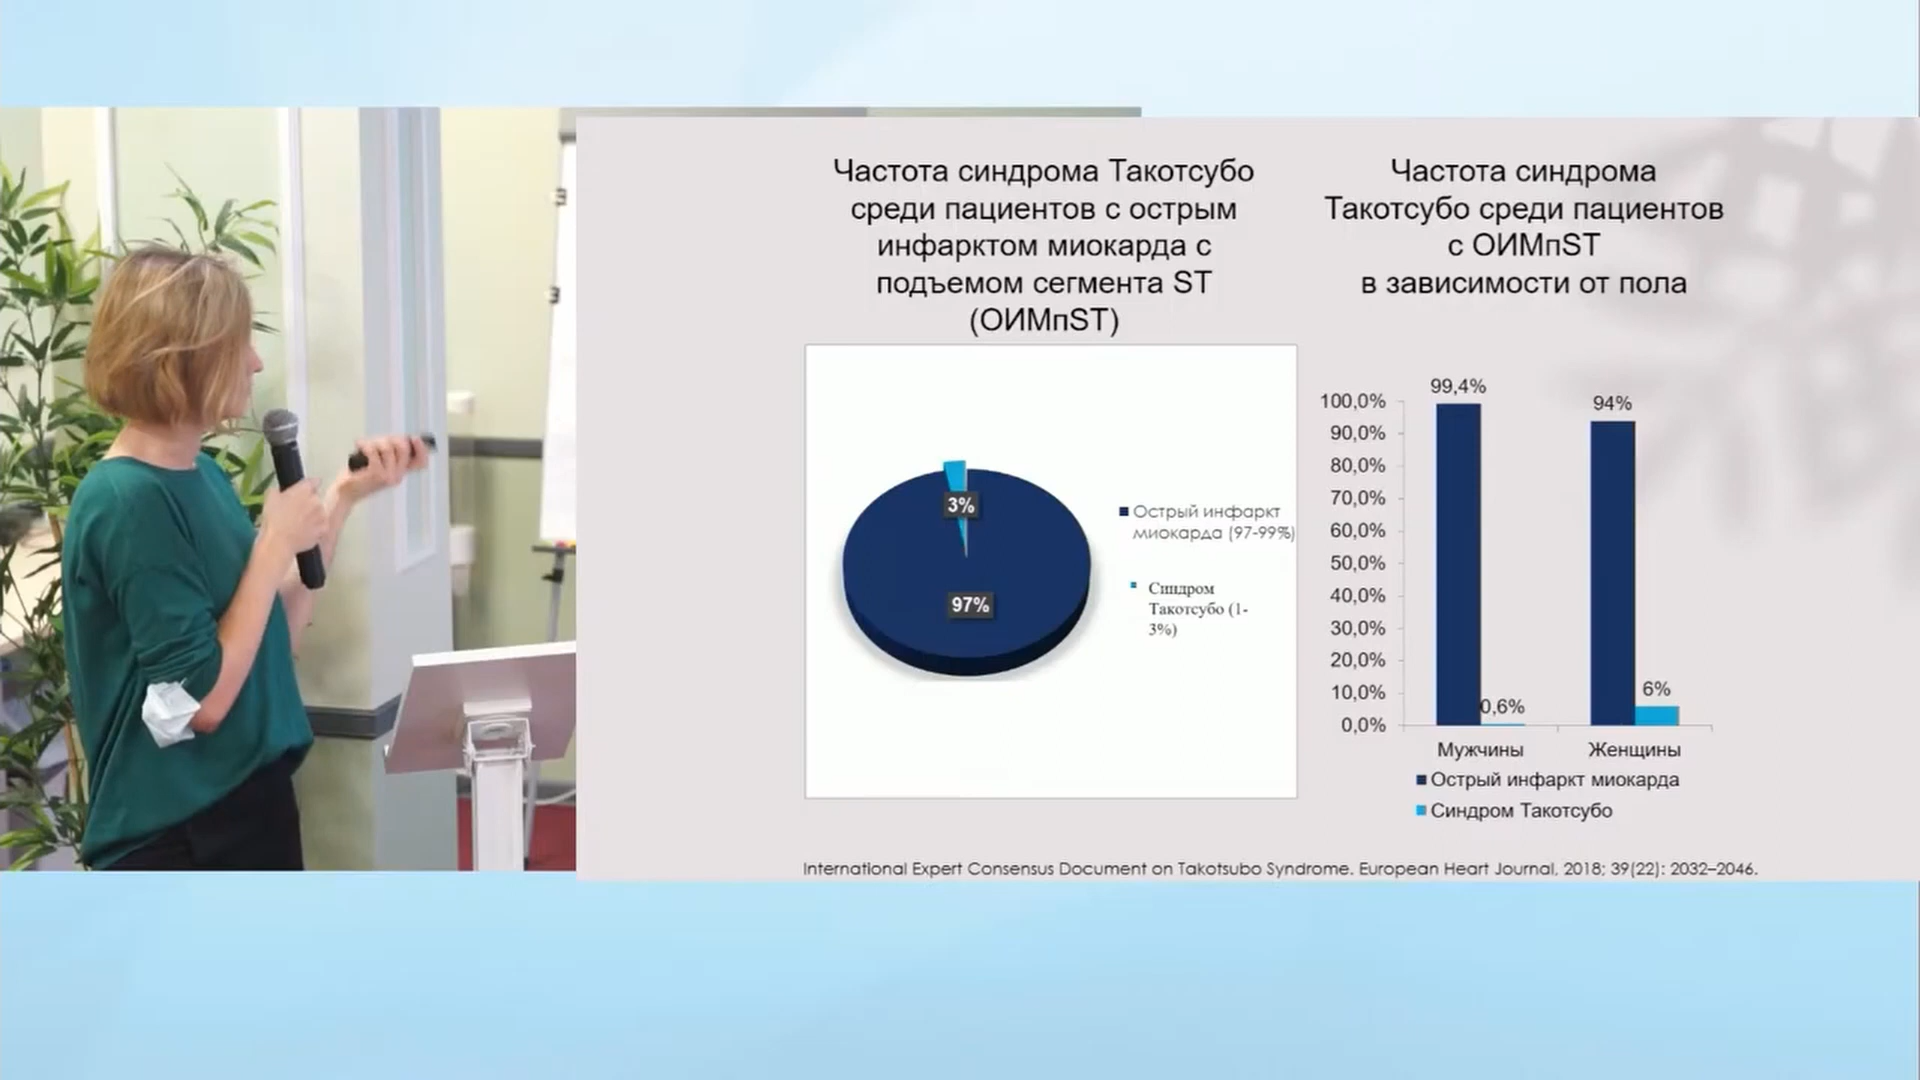 Частота синдрома Такотсубо
среди пациентов с острым
инфарктом миокарда с
подъемом сегмента ST
(ОИМпST)
3%
97%
Острый инфаркт
миокарда (97-99%)
Синдром
Такотсубо (1-
3%)
Частота синдрома
Такотсубо среди пациентов
с ОИМпST
в зависимости от пола
100,0%
90,0%
80,0%
70,0%
60,0%
50,0%
40,0%
30,0%
20,0%
10,0%
0,0%
99,4%
0,6%
94%
6%
Мужчины
Женщины
Острый инфаркт миокарда
Синдром Такотсубо
International Expert Consensus Document on Takotsubo Syndrome. European Heart Journal, 2018; 39(22): 2032–2046.